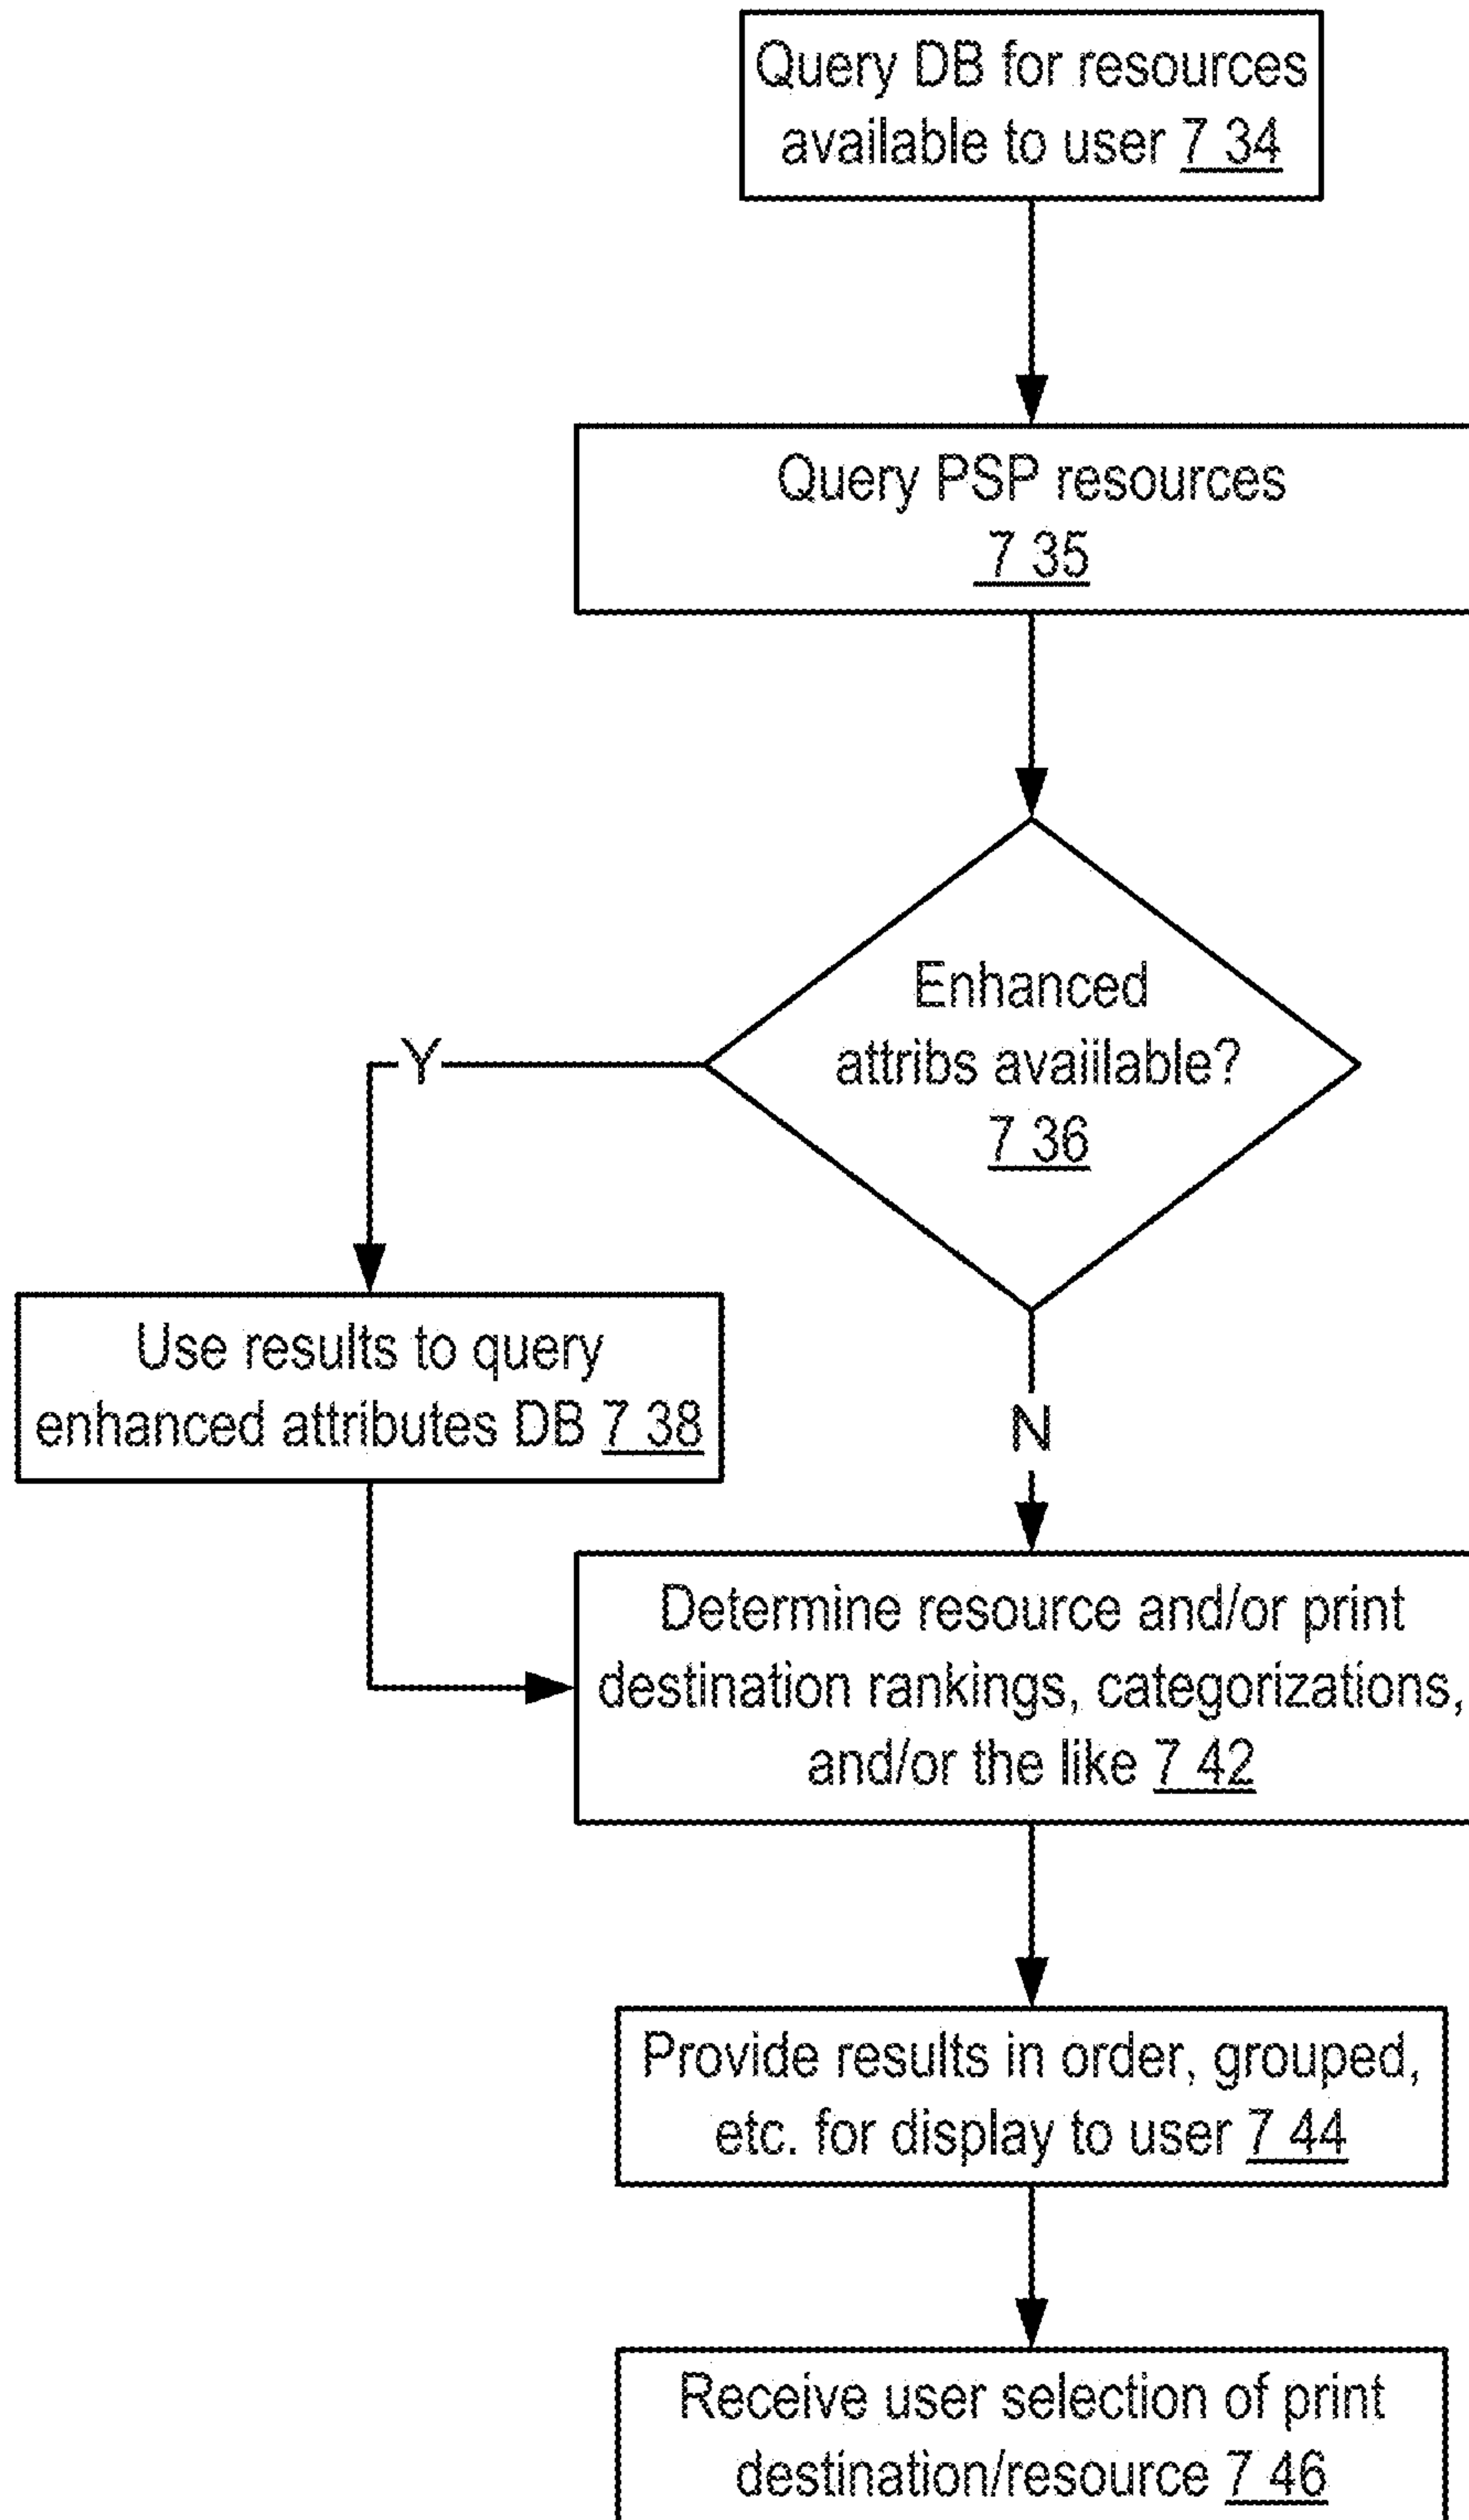 Query DB for resources
available to user 7 34
Query PSP resources
7 35
Enhanced
attribs avaiilable?
7 36
Y
Use results to query
enhanced attributes DB 7 38
N
Determine resource and/or print
destination rankings, categorizations,
and/or the like 7 42
Provide results in order, grouped,
etc. for display to user 7 44
Receive user selection of print
destination/resource 7 46